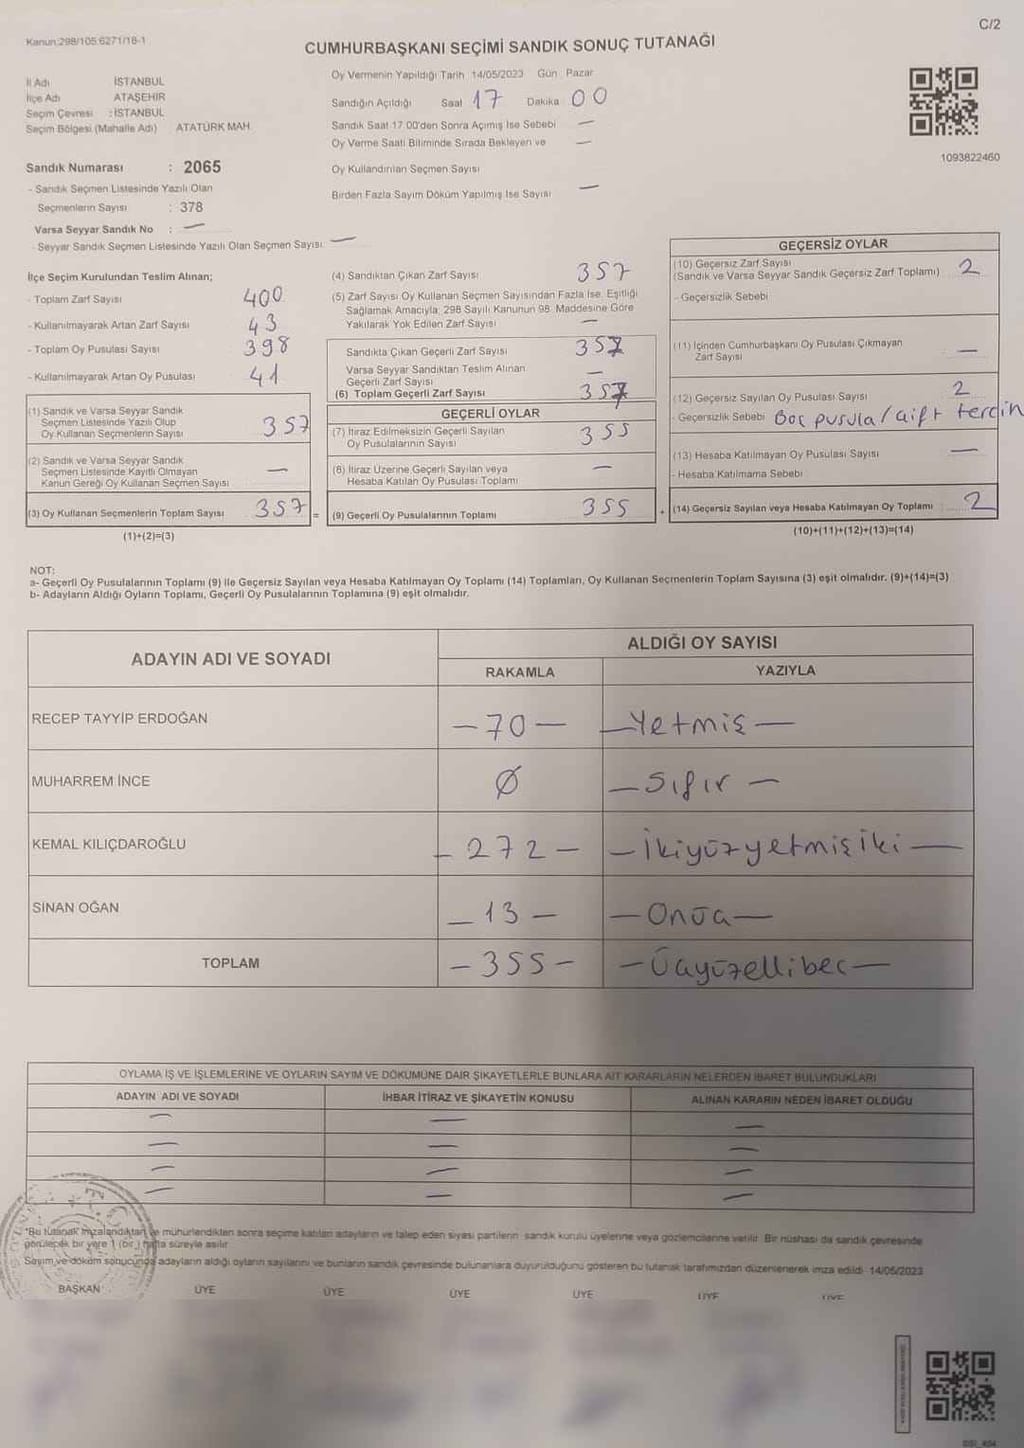 C/2
Kanun:298/105 6271/18-1
CUMHURBAŞKANI SEÇİMİ SANDIK SONUÇ TUTANAĞI
İl Adı İSTANBUL
İlçe Adı ATAŞEHİR
Seçim Çevresi : İSTANBUL
Seçim Bölgesi (Mahalle Adı) ATATÜRK MAH.
Oy Vermenin Yapıldığı Tarih 14/05/2023 Gün Pazar
Sandığın Açıldığı Saat 17 Dakika 00
Sandık Saat 17.00'den Sonra Açımış İse Sebebi —
Oy Verme Saati Bitiminde Sırada Bekleyen ve —
Oy Kullandırılan Seçmen Sayısı
Birden Fazla Sayım Döküm Yapılmış İse Sayısı —
1093822460
Sandık Numarası : 2065
- Sandık Seçmen Listesinde Yazılı Olan
Seçmenlerin Sayısı : 378
Varsa Seyyar Sandık No : —
- Seyyar Sandık Seçmen Listesinde Yazılı Olan Seçmen Sayısı: —
İlçe Seçim Kurulundan Teslim Alınan;
- Toplam Zarf Sayısı 400
- Kullanılmayarak Artan Zarf Sayısı 43
- Toplam Oy Pusulası Sayısı 398
- Kullanılmayarak Artan Oy Pusulası 41
(1) Sandık ve Varsa Seyyar Sandık
Seçmen Listesinde Yazılı Olup
Oy Kullanan Seçmenlerin Sayısı 357
(2) Sandık ve Varsa Seyyar Sandık
Seçmen Listesinde Kayıtlı Olmayan
Kanun Gereği Oy Kullanan Seçmen Sayısı —
(3) Oy Kullanan Seçmenlerin Toplam Sayısı 357 =
(1)+(2)=(3)
(4) Sandıktan Çıkan Zarf Sayısı 357
(5) Zarf Sayısı Oy Kullanan Seçmen Sayısından Fazla İse, Eşitliği
Sağlamak Amacıyla, 298 Sayılı Kanunun 98. Maddesine Göre
Yakılarak Yok Edilen Zarf Sayısı —
Sandıkta Çıkan Geçerli Zarf Sayısı 357
Varsa Seyyar Sandıktan Teslim Alınan
Geçerli Zarf Sayısı —
(6) Toplam Geçerli Zarf Sayısı 357
GEÇERLİ OYLAR
(7) İtiraz Edilmeksizin Geçerli Sayılan
Oy Pusulalarının Sayısı 355
(8) İtiraz Üzerine Geçerli Sayılan veya
Hesaba Katılan Oy Pusulası Toplamı —
(9) Geçerli Oy Pusulalarının Toplamı 355 +
GEÇERSİZ OYLAR
(10) Geçersiz Zarf Sayısı
(Sandık ve Varsa Seyyar Sandık Geçersiz Zarf Toplamı) 2
- Geçersizlik Sebebi
(11) İçinden Cumhurbaşkanı Oy Pusulası Çıkmayan
Zarf Sayısı —
(12) Geçersiz Sayılan Oy Pusulası Sayısı 2
- Geçersizlik Sebebi Boş pusula/çift tercih
(13) Hesaba Katılmayan Oy Pusulası Sayısı —
- Hesaba Katılmama Sebebi
(14) Geçersiz Sayılan veya Hesaba Katılmayan Oy Toplamı 2
(10)+(11)+(12)+(13)=(14)
NOT:
a- Geçerli Oy Pusulalarının Toplamı (9) ile Geçersiz Sayılan veya Hesaba Katılmayan Oy Toplamı (14) Toplamları, Oy Kullanan Seçmenlerin Toplam Sayısına (3) eşit olmalıdır. (9)+(14)=(3)
b- Adayların Aldığı Oyların Toplamı, Geçerli Oy Pusulalarının Toplamına (9) eşit olmalıdır.
ADAYIN ADI VE SOYADI
ALDIĞI OY SAYISI
RAKAMLA YAZIYLA
RECEP TAYYİP ERDOĞAN —70— —Yetmiş—
MUHARREM İNCE Ø —Sıfır—
KEMAL KILIÇDAROĞLU —272— —İkiyüzyetmişiki—
SİNAN OĞAN —13— —Onüç—
TOPLAM —355— —Üçyüzellibeş—
OYLAMA İŞ VE İŞLEMLERİNE VE OYLARIN SAYIM VE DÖKÜMÜNE DAİR ŞİKAYETLERLE BUNLARA AİT KARARLARIN NELERDEN İBARET BULUNDUKLARI
ADAYIN ADI VE SOYADI İHBAR İTİRAZ VE ŞİKAYETİN KONUSU ALINAN KARARIN NEDEN İBARET OLDUĞU
— — —
— — —
— — —
— — —
*Bu tutanak imzalandıktan ve mühürlendikten sonra seçime katılan adayların ve talep eden siyasi partilerin sandık kurulu üyelerine veya gözlemcilerine verilir. Bir nüshası da sandık çevresinde
görülecek bir yere 1 (bir) hafta süreyle asılır.
Sayım ve döküm sonucunda adayların aldığı oyların sayılarını ve bunların sandık çevresinde bulunanlara duyurulduğunu gösteren bu tutanak tarafımızdan düzenlenerek imza edildi. 14/05/2023
BAŞKAN ÜYE ÜYE ÜYE ÜYE ÜYE ÜYE